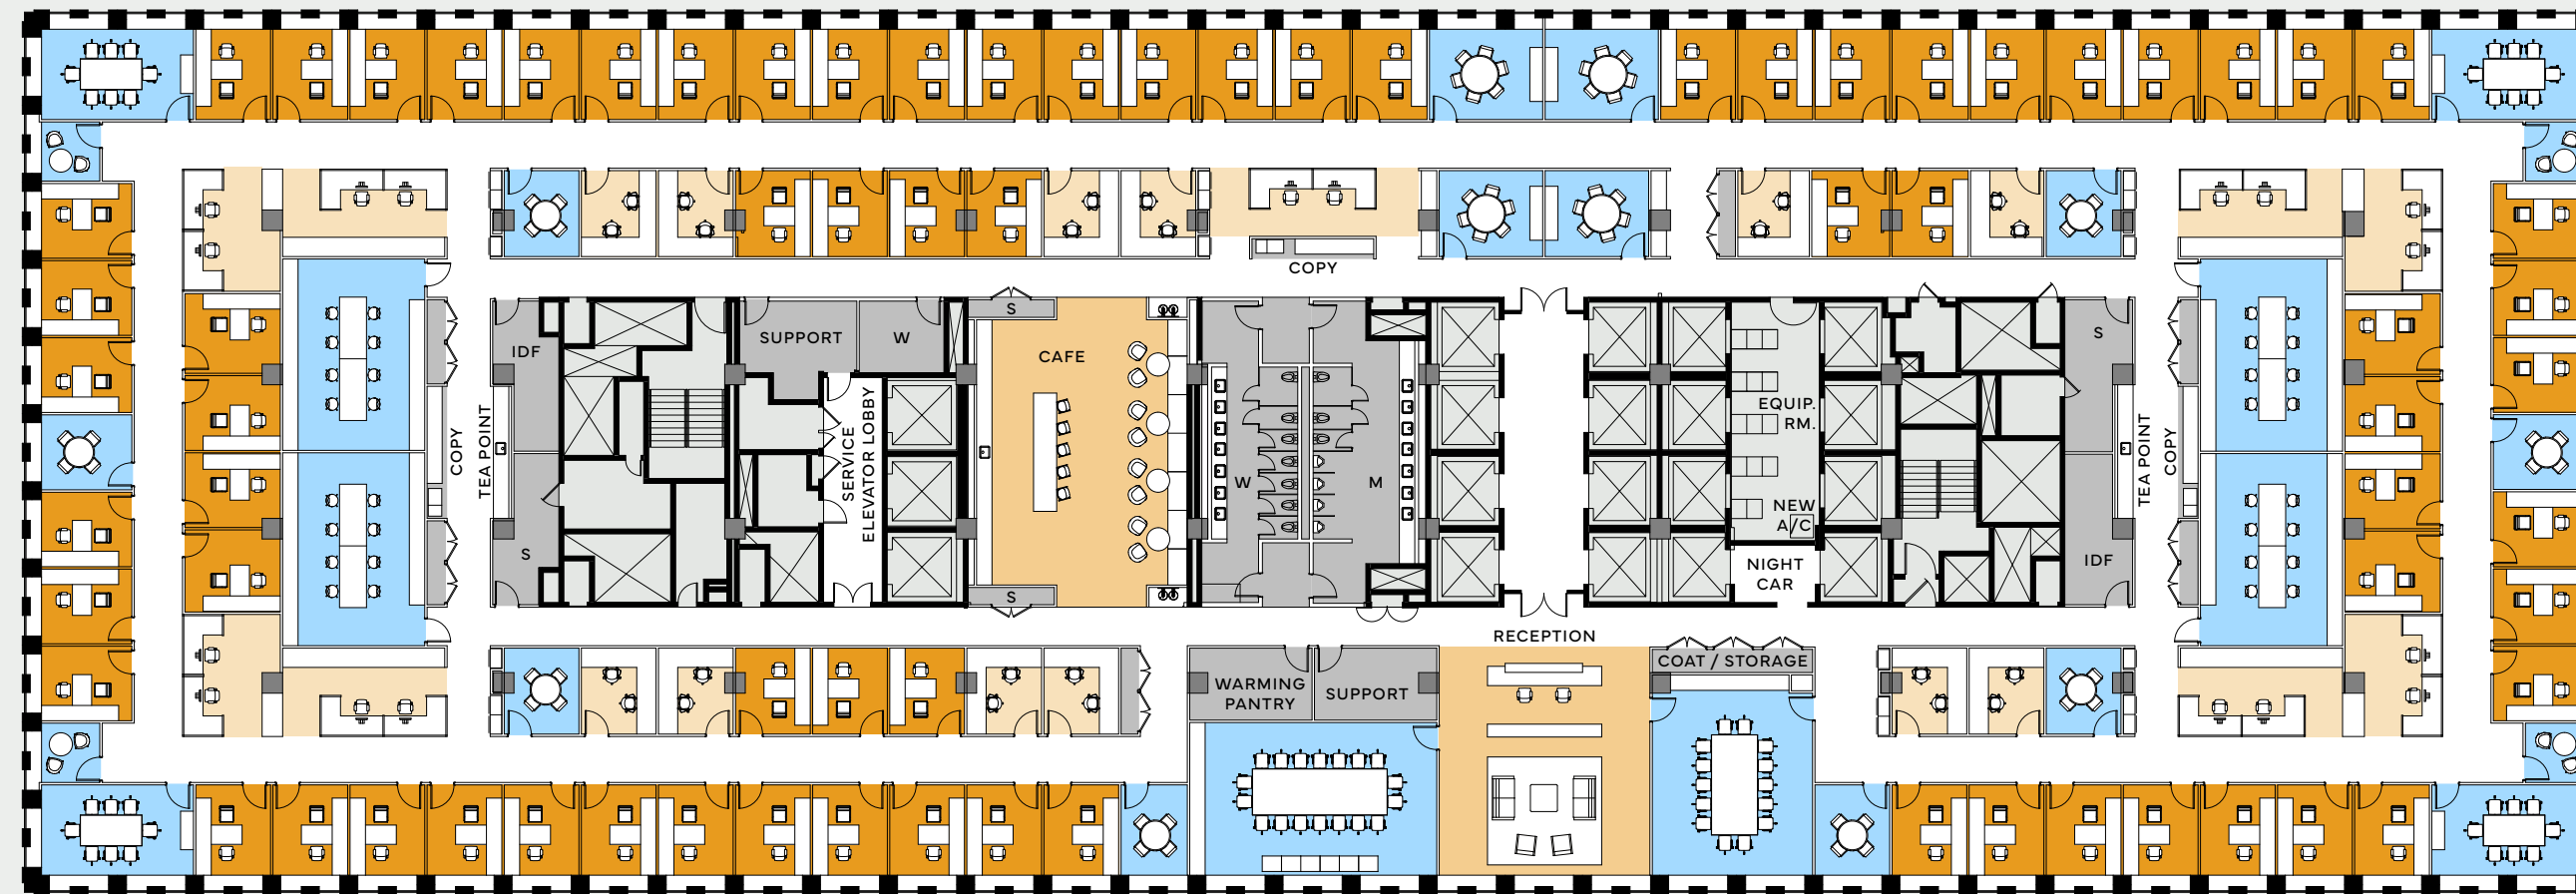 COPY
S
SUPPORT
W
IDF
CAFE
S
EQUIP.
RM.
COPY
TEA POINT
SERVICE
ELEVATOR LOBBY
TEA POINT
COPY
W
M
NEW
A/C
S
IDF
NIGHT
CAR
S
RECEPTION
COAT / STORAGE
WARMING
PANTRY
SUPPORT